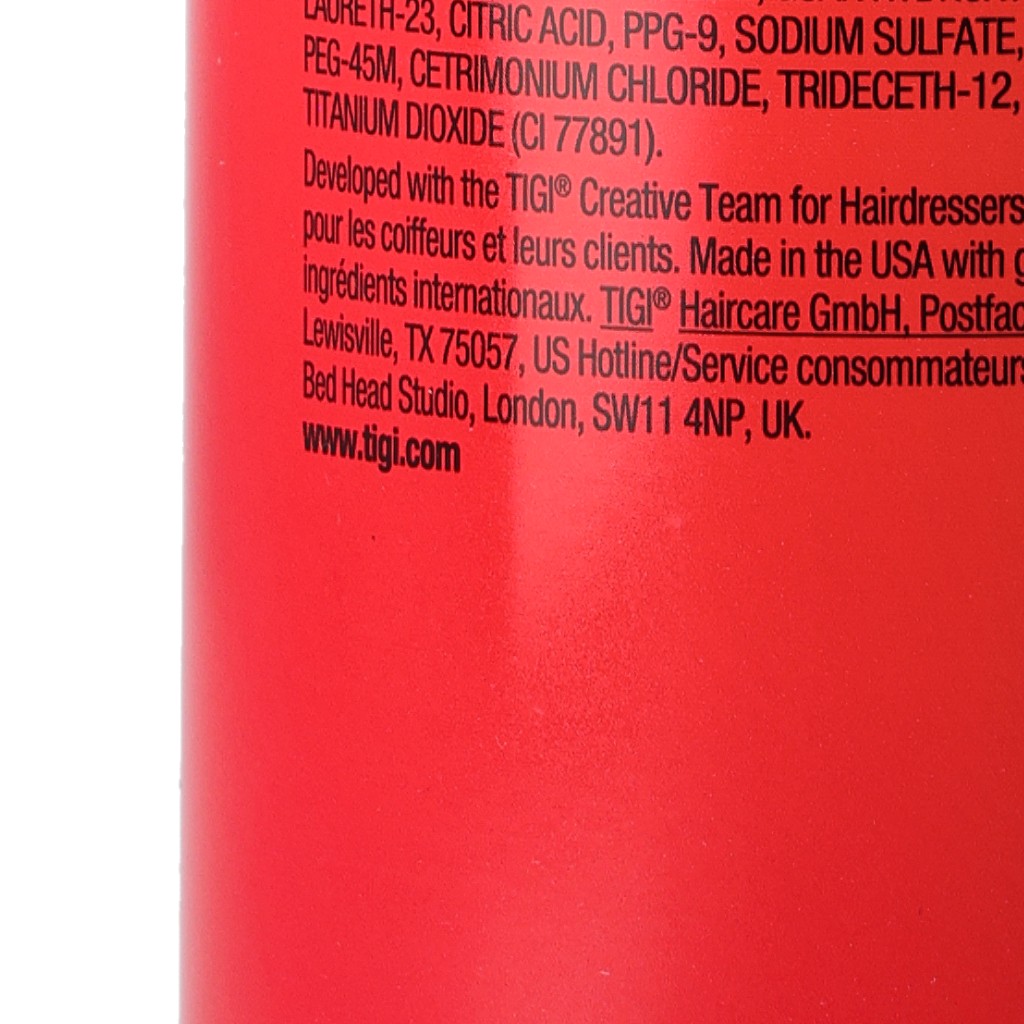 LAURETH-23, CITRIC ACID, PPG-9, SODIUM SULFATE,
PEG-45M, CETRIMONIUM CHLORIDE, TRIDECETH-12,
TITANIUM DIOXIDE (CI 77891).
Developed with the TIGI® Creative Team for Hairdressers
pour les coiffeurs et leurs clients. Made in the USA with
ingrédients internationaux. TIGI® Haircare GmbH, Postfac
Lewisville, TX 75057, US Hotline/Service consommateurs
Bed Head Studio, London, SW11 4NP, UK.
www.tigi.com